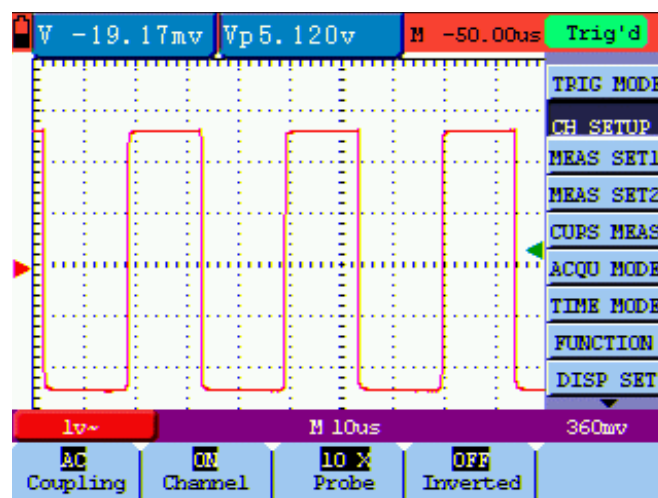 V -19.17mv Vp5.120v M -50.00us Trig'd
TRIG MODE
CH SETUP
MEAS SET1
MEAS SET2
CURS MEAS
ACQU MODE
TIME MODE
FUNCTION
DISP SET
1v~ M 10us 360mv
AC ON 10 X OFF
Coupling Channel Probe Inverted